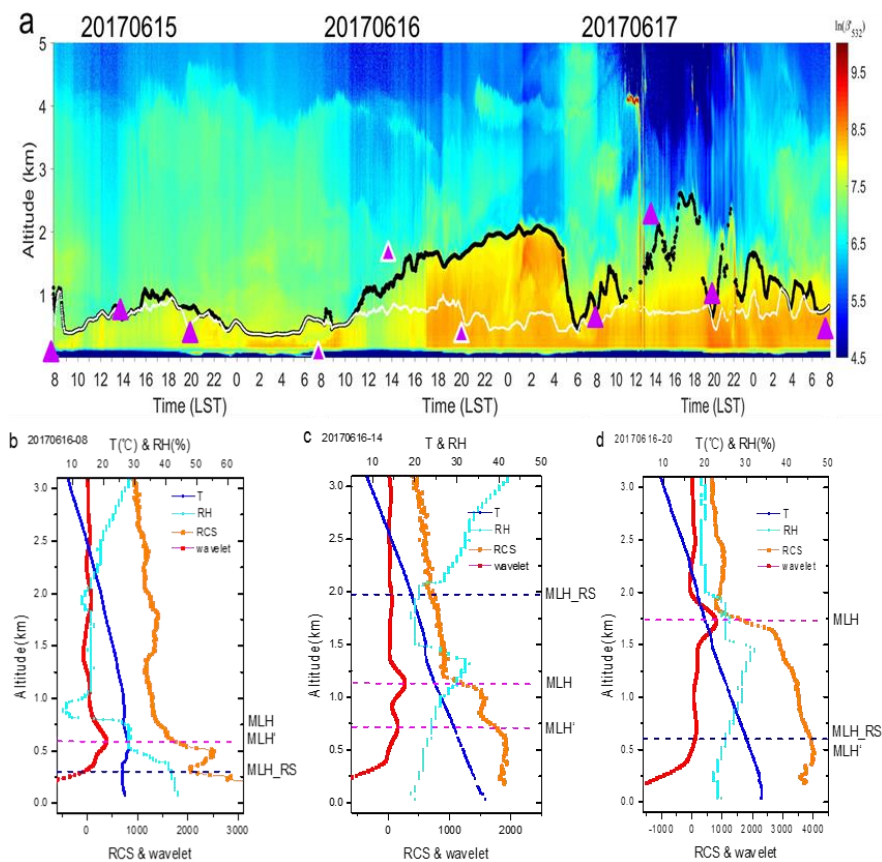 a
20170615 20170616 20170617
ln(β'532)
5
4
3
2
1
Altitude (km)
9.5
8.5
7.5
6.5
5.5
4.5
8 10 12 14 16 18 20 22 0 2 4 6 8 10 12 14 16 18 20 22 0 2 4 6 8 10 12 14 16 18 20 22 0 2 4 6 8
Time (LST) Time (LST) Time (LST)
b 20170616-08 T(℃) & RH(%)
10 20 30 40 50 60
3.0
2.5
2.0
1.5
1.0
0.5
0.0
Altitude (km)
T
RH
RCS
wavelet
MLH
MLH'
MLH_RS
0 1000 2000 3000
RCS & wavelet
c 20170616-14 T & RH
10 20 30 40 50
3.0
2.5
2.0
1.5
1.0
0.5
0.0
Altitude (km)
T
RH
RCS
wavelet
MLH_RS
MLH
MLH'
0 1000 2000
RCS & wavelet
d 20170616-20 T(℃) & RH(%)
10 20 30 40 50
3.0
2.5
2.0
1.5
1.0
0.5
0.0
Altitude (km)
T
RH
RCS
wavelet
MLH
MLH_RS
MLH'
-1000 0 1000 2000 3000 4000
RCS & wavelet